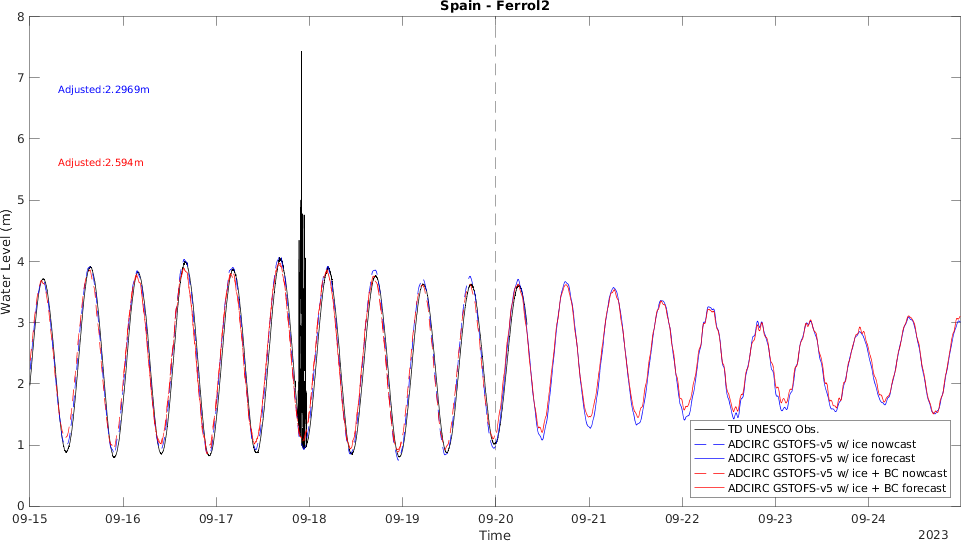 Spain - Ferrol2
8
7
6
5
4
3
2
1
0
Water Level (m)
Adjusted:2.2969m
Adjusted:2.594m
TD UNESCO Obs.
ADCIRC GSTOFS-v5 w/ ice nowcast
ADCIRC GSTOFS-v5 w/ ice forecast
ADCIRC GSTOFS-v5 w/ ice + BC nowcast
ADCIRC GSTOFS-v5 w/ ice + BC forecast
09-15 09-16 09-17 09-18 09-19 09-20 09-21 09-22 09-23 09-24
Time
2023